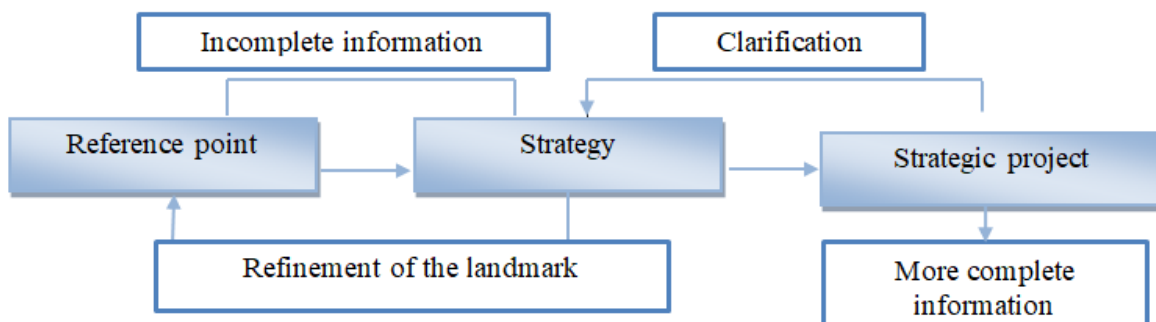 Incomplete information
Clarification
Reference point
Strategy
Strategic project
Refinement of the landmark
More complete
information